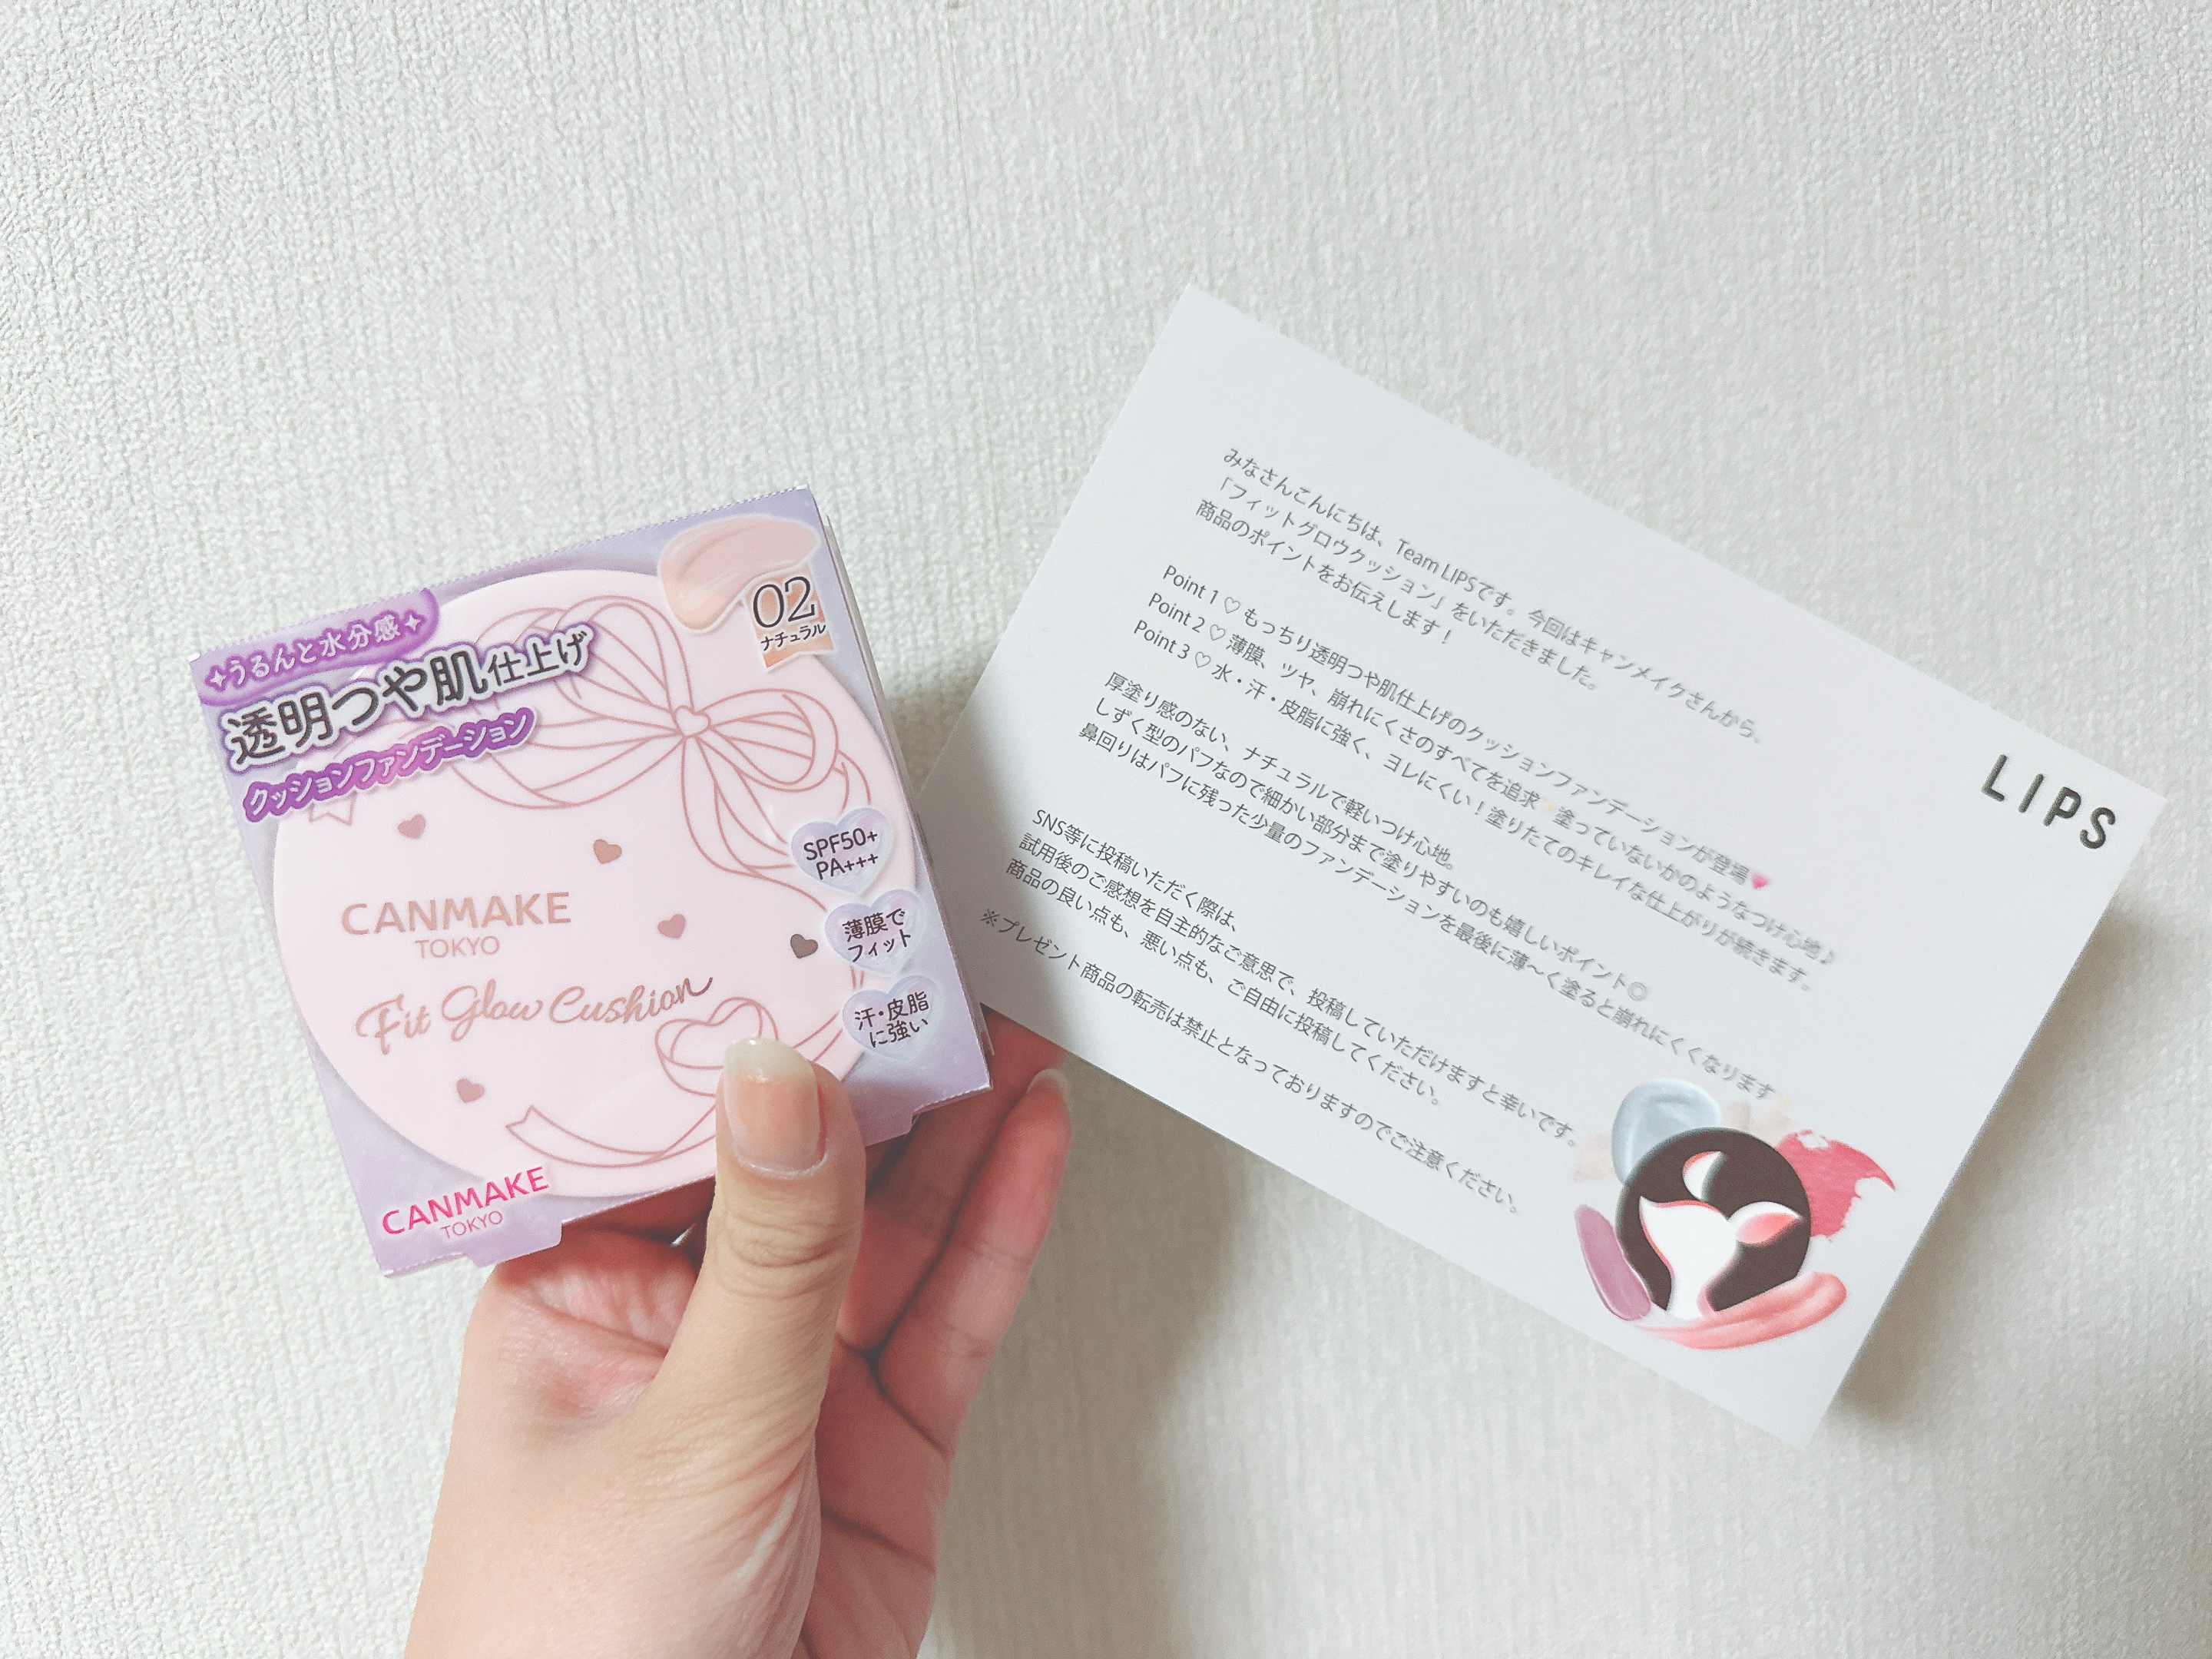 うるんと水分感
透明つや肌仕上げ
クッションファンデーション
02
ナチュラル
SPF50+
PA+++
薄膜で
フィット
汗・皮脂
に強い
CANMAKE
TOKYO
Fit Glow Cushion
CANMAKE
TOKYO
みなさんこんにちは、Team LIPSです。今回はキャンメイクさんから、
「フィットグロウクッション」をいただきました。
商品のポイントをお伝えします！
Point 1♡もっちり透明つや肌仕上げのクッションファンデーションが登場💗
Point 2♡薄膜、ツヤ、崩れにくさのすべてを追求✨塗っていないかのようなつけ心地♪
Point 3♡水・汗・皮脂に強く、ヨレにくい！塗りたてのキレイな仕上がりが続きます。
厚塗り感のない、ナチュラルで軽いつけ心地。
しずく型のパフなので細かい部分まで塗りやすいのも嬉しいポイント◎
鼻回りはパフに残った少量のファンデーションを最後に薄〜く塗ると崩れにくくなります✨
SNS等に投稿いただく際は、
試用後のご感想を自主的なご意思で、投稿していただけますと幸いです。
商品の良い点も、悪い点も、ご自由に投稿してください。
※プレゼント商品の転売は禁止となっておりますのでご注意ください。
LIPS